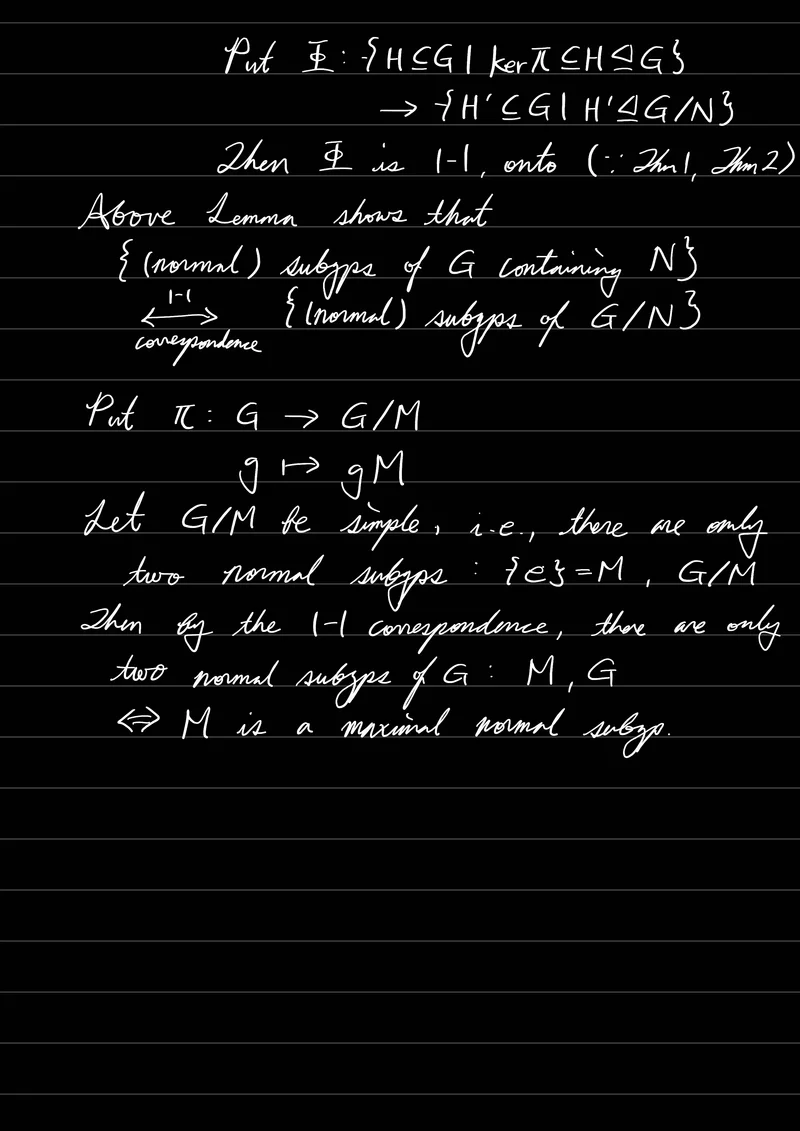 Put Φ: {H⊆G | ker π ⊆ H ⊴ G}
→ {H' ⊆ G | H' ⊴ G/N}
Then Φ is 1-1, onto (∵ Thm1, Thm2)
Above Lemma shows that
{(normal) subgps of G containing N}
1-1
⟷ {(normal) subgps of G/N}
correspondence
Put π: G → G/M
g ↦ gM
Let G/M be simple, i.e., there are only
two normal subgps : {e}=M, G/M
Then by the 1-1 correspondence, there are only
two normal subgps of G : M, G
⇔ M is a maximal normal subgp.